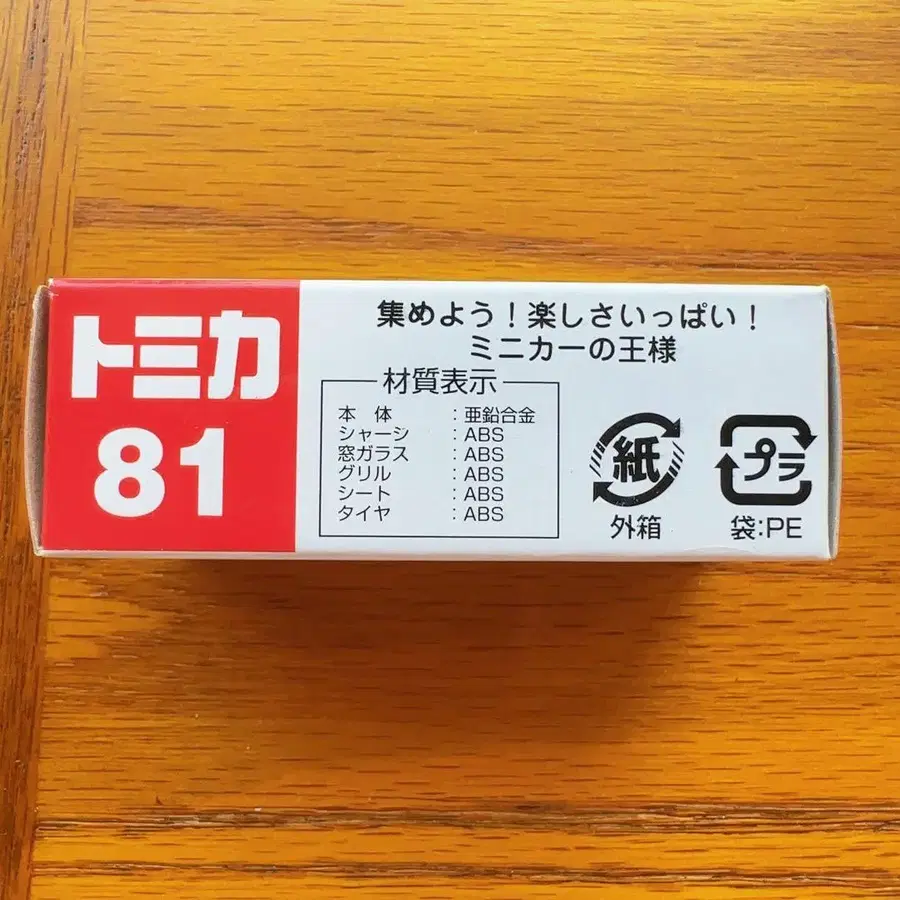 トミカ
81
集めよう！楽しさいっぱい！
ミニカーの王様
材質表示
本 体 : 亜鉛合金
シャーシ : ABS
窓ガラス : ABS
グリル : ABS
シート : ABS
タイヤ : ABS
紙
外箱
プラ
袋:PE